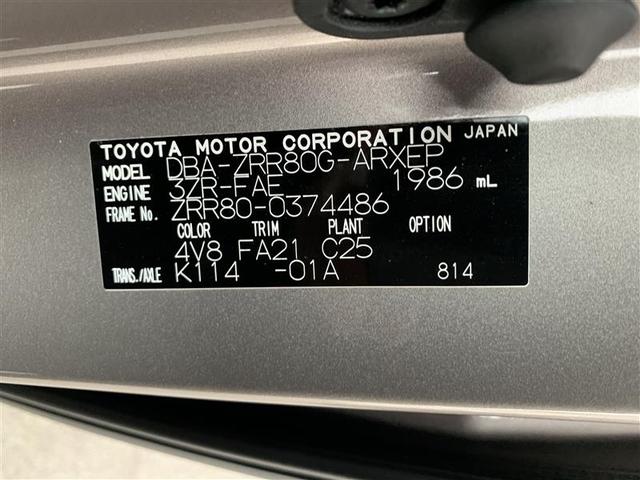 TOYOTA MOTOR CORPORATION JAPAN
MODEL DBA-ZRR80G-ARXEP
ENGINE 3ZR-FAE 1986 mL
FRAME No. ZRR80-0374486
COLOR TRIM PLANT OPTION
4V8 FA21 C25
TRANS./AXLE K114 -01A 814